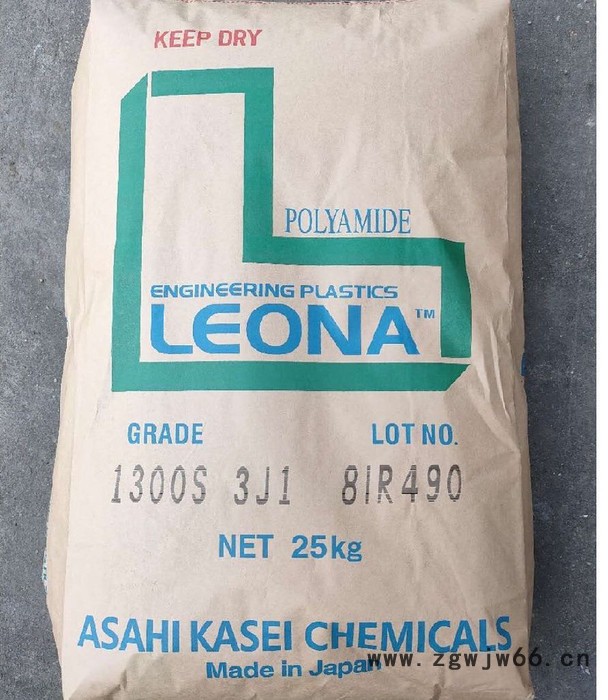 KEEP DRY
POLYAMIDE
ENGINEERING PLASTICS
LEONA™
GRADE LOT NO.
1300S 3J1 8IR490
NET 25kg
ASAHI KASEI CHEMICALS
Made in Japan
www.zgwjw66.cn